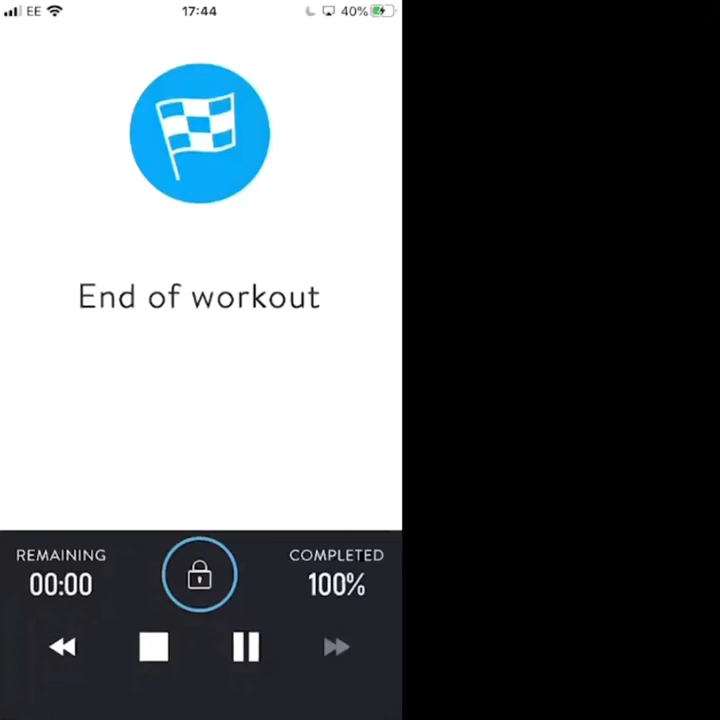 EE 17:44 40%
End of workout
REMAINING COMPLETED
00:00 100%